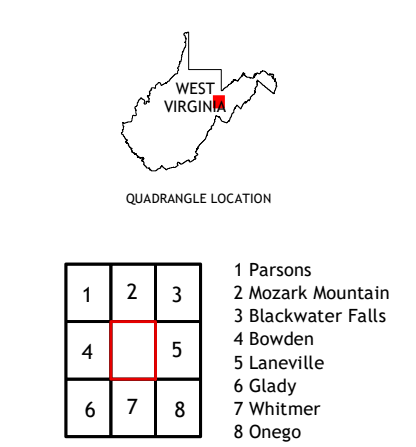 WEST
VIRGINIA
QUADRANGLE LOCATION
1 2 3
4 5
6 7 8
1 Parsons
2 Mozark Mountain
3 Blackwater Falls
4 Bowden
5 Laneville
6 Glady
7 Whitmer
8 Onego